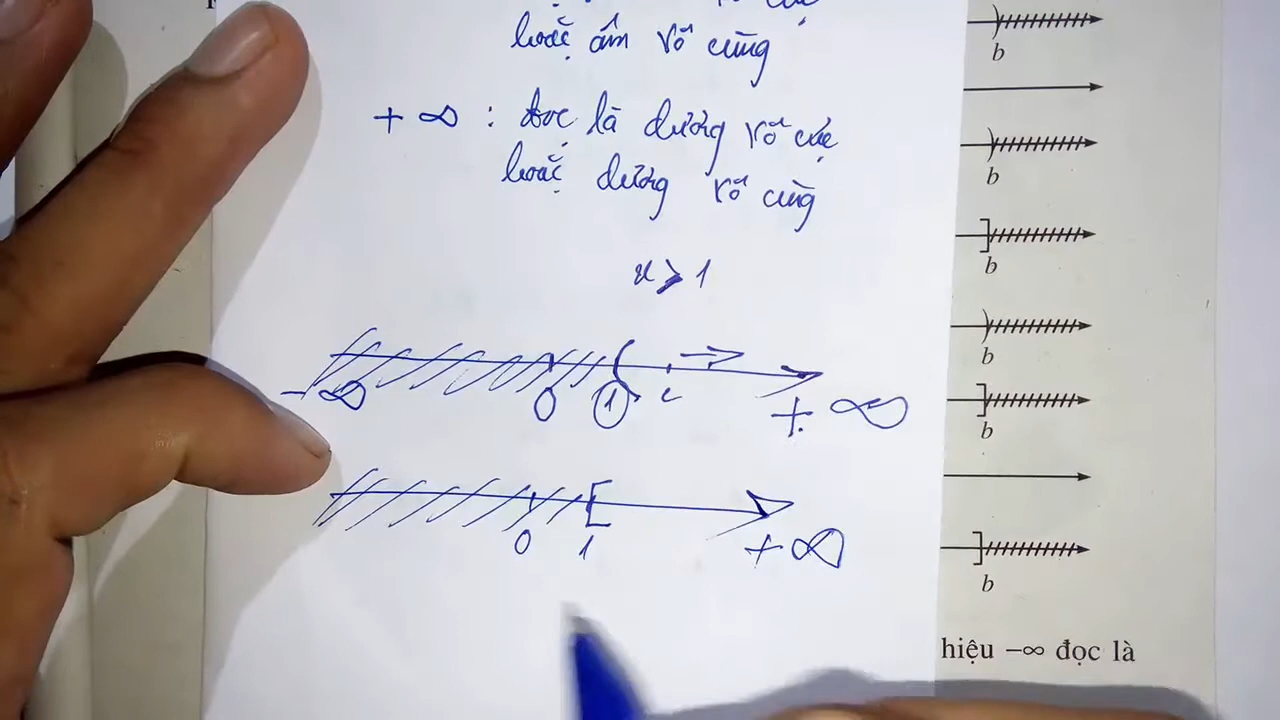 hoặc âm vô cùng
+ ∞ : đọc là dương vô cực
hoặc dương vô cùng
x > 1
- ∞ 0 1 + ∞
0 1 + ∞
b
b
b
b
b
b
hiệu −∞ đọc là